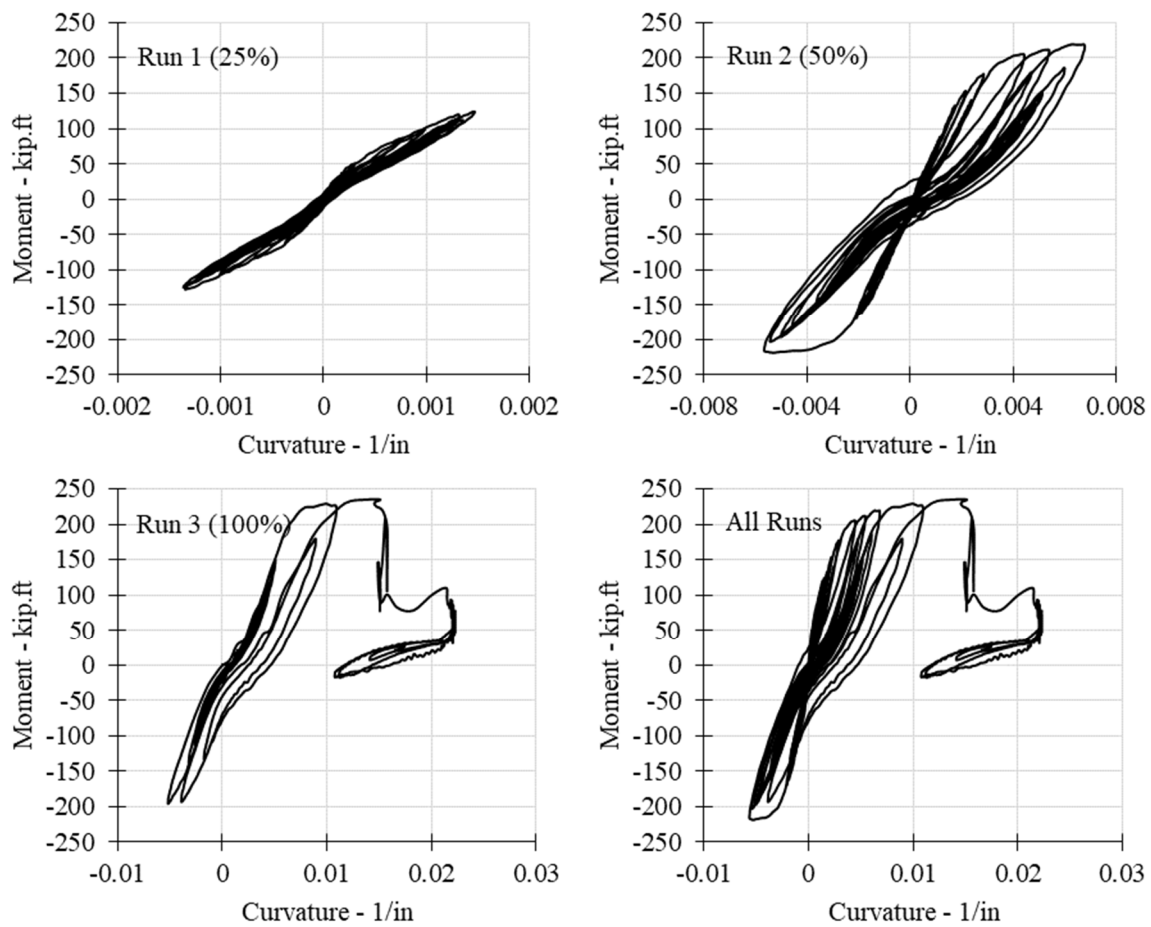 Run 1 (25%)
Moment - kip.ft
250
200
150
100
50
0
-50
-100
-150
-200
-250
-0.002 -0.001 0 0.001 0.002
Curvature - 1/in
Run 2 (50%)
Moment - kip.ft
250
200
150
100
50
0
-50
-100
-150
-200
-250
-0.008 -0.004 0 0.004 0.008
Curvature - 1/in
Run 3 (100%)
Moment - kip.ft
250
200
150
100
50
0
-50
-100
-150
-200
-250
-0.01 0 0.01 0.02 0.03
Curvature - 1/in
All Runs
Moment - kip.ft
250
200
150
100
50
0
-50
-100
-150
-200
-250
-0.01 0 0.01 0.02 0.03
Curvature - 1/in